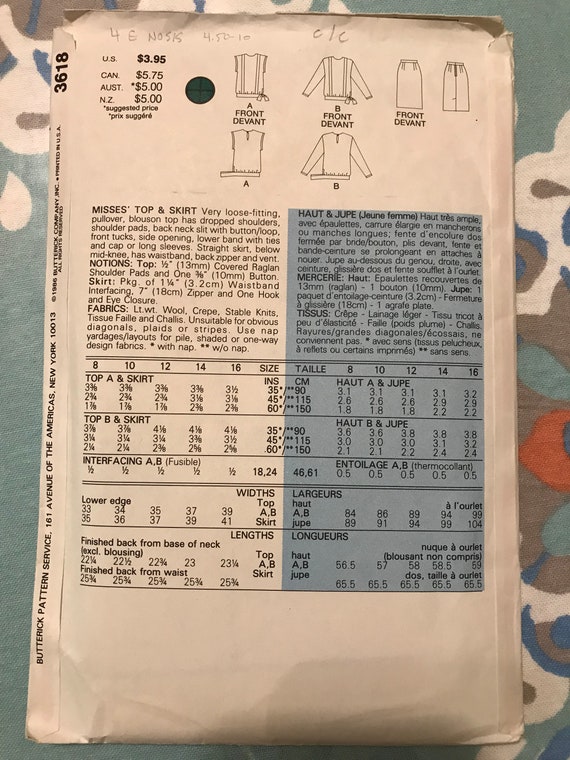 4 E NOSIS 4.50-10 C/C
3618
BUTTERICK PATTERN SERVICE, 161 AVENUE OF THE AMERICAS, NEW YORK 10013
©1986 BUTTERICK COMPANY, INC. • PRINTED IN U.S.A.
ALL RIGHTS RESERVED
U.S. $3.95
CAN. $5.75
AUST. *$5.00
N.Z. $5.00
*suggested price
*prix suggéré
A
FRONT
DEVANT
B
FRONT
DEVANT
FRONT
DEVANT
A
B
MISSES' TOP & SKIRT Very loose-fitting,
pullover, blouson top has dropped shoulders,
shoulder pads, back neck slit with button/loop,
front tucks, side opening, lower band with ties
and cap or long sleeves. Straight skirt, below
mid-knee, has waistband, back zipper and vent.
NOTIONS: Top: ½" (13mm) Covered Raglan
Shoulder Pads and One ⅜" (10mm) Button.
Skirt: Pkg. of 1¼" (3.2cm) Waistband
Interfacing, 7" (18cm) Zipper and One Hook
and Eye Closure.
FABRICS: Lt.wt. Wool, Crepe, Stable Knits,
Tissue Faille and Challis. Unsuitable for obvious
diagonals, plaids or stripes. Use nap
yardages/layouts for pile, shaded or one-way
design fabrics. * with nap. ** w/o nap.
HAUT & JUPE (Jeune femme) Haut très ample,
avec épaulettes, carrure élargie en mancherons
ou manches longues; fente d'encolure dos
fermée par bride/bouton, plis devant, fente et
bande-ceinture se prolongeant en attaches à
nouer. Jupe au-dessous du genou, droite, avec
ceinture, glissière dos et fente soufflet à l'ourlet.
MERCERIE: Haut: Epaulettes recouvertes de
13mm (raglan) - 1 bouton (10mm). Jupe: 1
paquet d'entoilage-ceinture (3.2cm) - Fermeture
à glissière (18cm) - 1 agrafe plate.
TISSUS: Crêpe - Lainage léger - Tissu tricot à
peu d'élasticité - Faille (poids plume) - Challis.
Rayures/grandes diagonales/écossais, ne
conviennent pas. * avec sens (tissus pelucheux,
à reflets ou certains imprimés) ** sans sens.
8 10 12 14 16 SIZE TAILLE 8 10 12 14 16
TOP A & SKIRT INS CM HAUT A & JUPE
3⅜ 3⅜ 3⅜ 3⅜ 3½ 35*/**90 3.1 3.1 3.1 3.1 3.2
2¾ 2¾ 2¾ 3⅛ 3⅛ 45*/**115 2.6 2.6 2.6 2.9 2.9
1⅞ 1⅞ 1⅞ 2⅜ 2⅜ 60*/**150 1.8 1.8 1.8 2.2 2.2
TOP B & SKIRT HAUT B & JUPE
3⅞ 3⅞ 4⅛ 4⅛ 4⅛ 35*/**90 3.6 3.6 3.8 3.8 3.8
3¼ 3¼ 3¼ 3⅜ 3½ 45*/**115 3.0 3.0 3.0 3.1 3.2
2¼ 2¼ 2⅜ 2⅝ 2⅝ 60*/**150 2.1 2.1 2.2 2.4 2.4
INTERFACING A,B (Fusible) ENTOILAGE A,B (thermocollant)
½ ½ ½ ½ ½ 18,24 46,61 0.5 0.5 0.5 0.5 0.5
WIDTHS LARGEURS
Lower edge Top haut à l'ourlet
33 34 35 37 39 A,B A,B 84 86 89 94 99
35 36 37 39 41 Skirt jupe 89 91 94 99 104
LENGTHS LONGUEURS
Finished back from base of neck nuque à ourlet
(excl. blousing) Top haut (blousant non compris)
22¼ 22½ 22¾ 23 23¼ A,B A,B 56.5 57 58 58.5 59
Finished back from waist Skirt jupe dos, taille à ourlet
25¾ 25¾ 25¾ 25¾ 25¾ 65.5 65.5 65.5 65.5 65.5